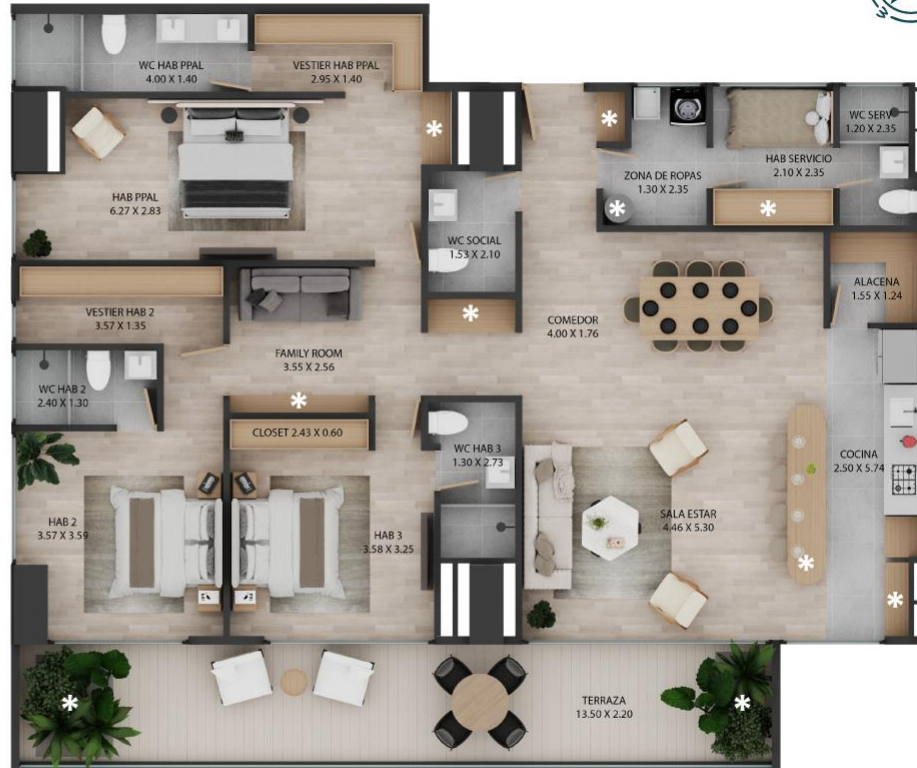 W
WC HAB PPAL
4.00 X 1.40
VESTIER HAB PPAL
2.95 X 1.40
*
*
WC SERV
1.20 X 2.35
HAB SERVICIO
2.10 X 2.35
ZONA DE ROPAS
1.30 X 2.35
HAB PPAL
6.27 X 2.83
*
*
WC SOCIAL
1.53 X 2.10
ALACENA
1.55 X 1.24
VESTIER HAB 2
3.57 X 1.35
*
COMEDOR
4.00 X 1.76
FAMILY ROOM
3.55 X 2.56
WC HAB 2
2.40 X 1.30
*
CLOSET 2.43 X 0.60
WC HAB 3
1.30 X 2.73
COCINA
2.50 X 5.74
HAB 2
3.57 X 3.59
SALA ESTAR
4.46 X 5.30
HAB 3
3.58 X 3.25
*
*
TERRAZA
13.50 X 2.20
*
*